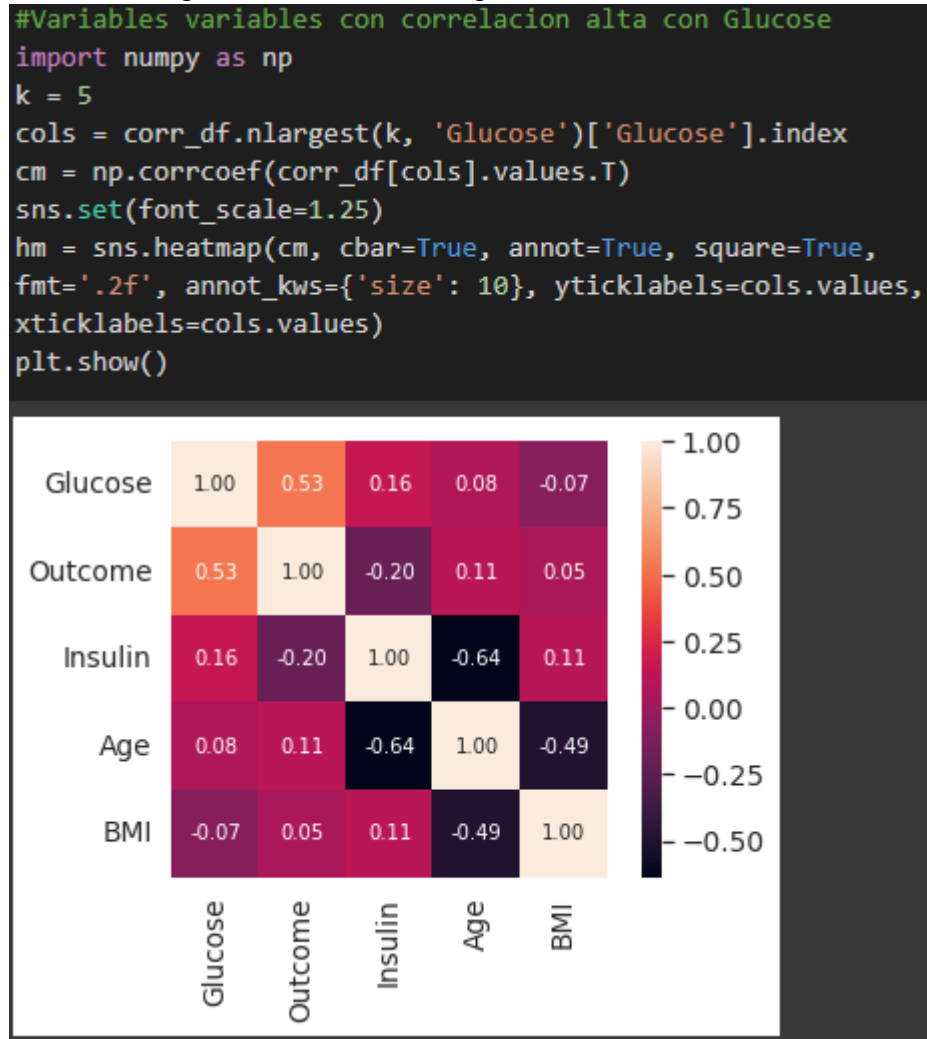 #Variables variables con correlacion alta con Glucose
import numpy as np
k = 5
cols = corr_df.nlargest(k, 'Glucose')['Glucose'].index
cm = np.corrcoef(corr_df[cols].values.T)
sns.set(font_scale=1.25)
hm = sns.heatmap(cm, cbar=True, annot=True, square=True,
fmt='.2f', annot_kws={'size': 10}, yticklabels=cols.values,
xticklabels=cols.values)
plt.show()
Glucose 1.00 0.53 0.16 0.08 -0.07
Outcome 0.53 1.00 -0.20 0.11 0.05
Insulin 0.16 -0.20 1.00 -0.64 0.11
Age 0.08 0.11 -0.64 1.00 -0.49
BMI -0.07 0.05 0.11 -0.49 1.00
Glucose
Outcome
Insulin
Age
BMI
1.00
0.75
0.50
0.25
0.00
−0.25
−0.50